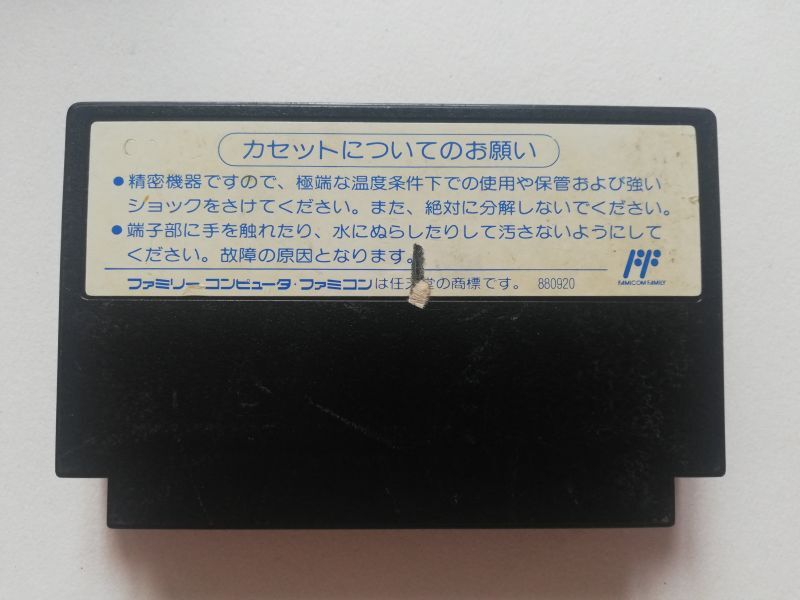 カセットについてのお願い
●精密機器ですので、極端な温度条件下での使用や保管および強い
ショックをさけてください。また、絶対に分解しないでください。
●端子部に手を触れたり、水にぬらしたりして汚さないようにして
ください。故障の原因となります。
ファミリーコンピュータ・ファミコンは任天堂の商標です。 880920
FAMICOM FAMILY